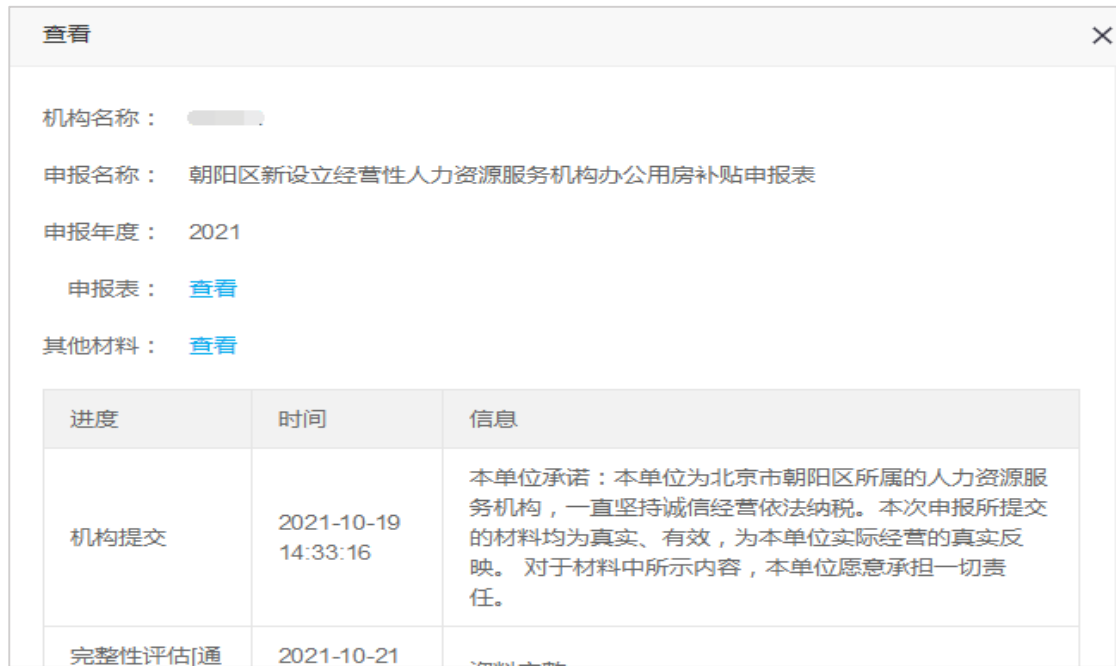 查看
机构名称：
申报名称： 朝阳区新设立经营性人力资源服务机构办公用房补贴申报表
申报年度： 2021
申报表： 查看
其他材料： 查看
进度 时间 信息
机构提交
2021-10-19
14:33:16
本单位承诺：本单位为北京市朝阳区所属的人力资源服
务机构，一直坚持诚信经营依法纳税。本次申报所提交
的材料均为真实、有效，为本单位实际经营的真实反
映。 对于材料中所示内容，本单位愿意承担一切责
任。
完整性评估[通
2021-10-21